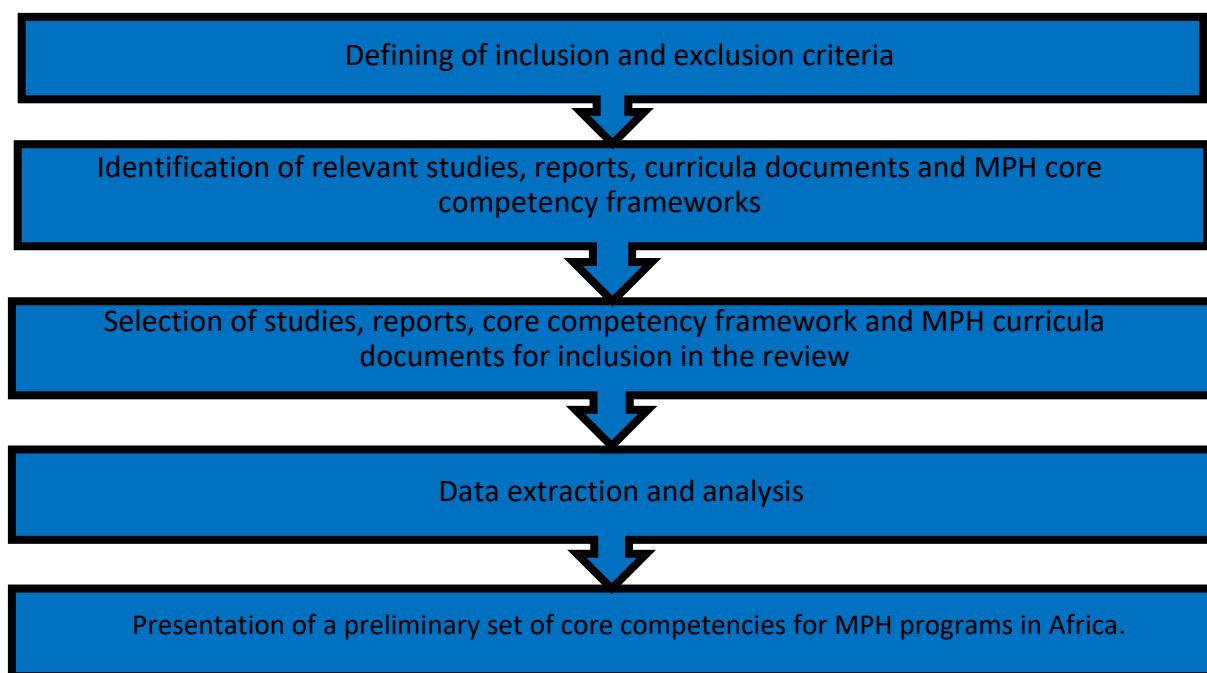 Defining of inclusion and exclusion criteria
Identification of relevant studies, reports, curricula documents and MPH core
competency frameworks
Selection of studies, reports, core competency framework and MPH curricula
documents for inclusion in the review
Data extraction and analysis
Presentation of a preliminary set of core competencies for MPH programs in Africa.